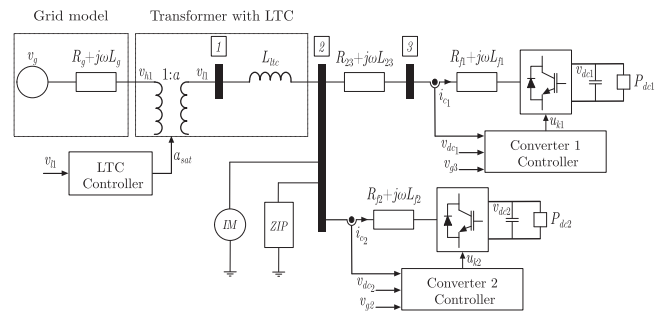 Grid model
Transformer with LTC
v_g
R_g+jωL_g
v_h1
1:a
v_l1
1
L_ltc
2
R_23+jωL_23
3
i_c1
R_f1+jωL_f1
v_dc1
P_dc1
u_k1
v_dc1
v_g3
Converter 1
Controller
v_l1
LTC
Controller
a_sat
IM
ZIP
R_f2+jωL_f2
i_c2
v_dc2
P_dc2
u_k2
v_dc2
v_g2
Converter 2
Controller